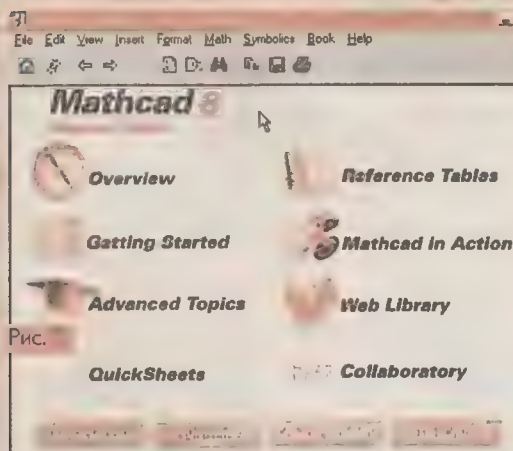 File Edit View Insert Format Math Symbolics Book Help
Mathcad 8
Overview
Reference Tables
Getting Started
Mathcad in Action
Advanced Topics
Web Library
Рис.
QuickSheets
Collaboratory